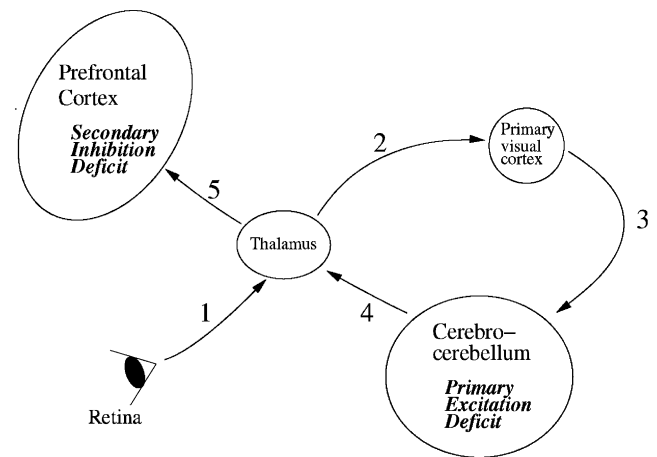 Prefrontal
Cortex
Secondary
Inhibition
Deficit
Primary
visual
cortex
2
5
3
Thalamus
1
4
Cerebro–
cerebellum
Primary
Excitation
Deficit
Retina